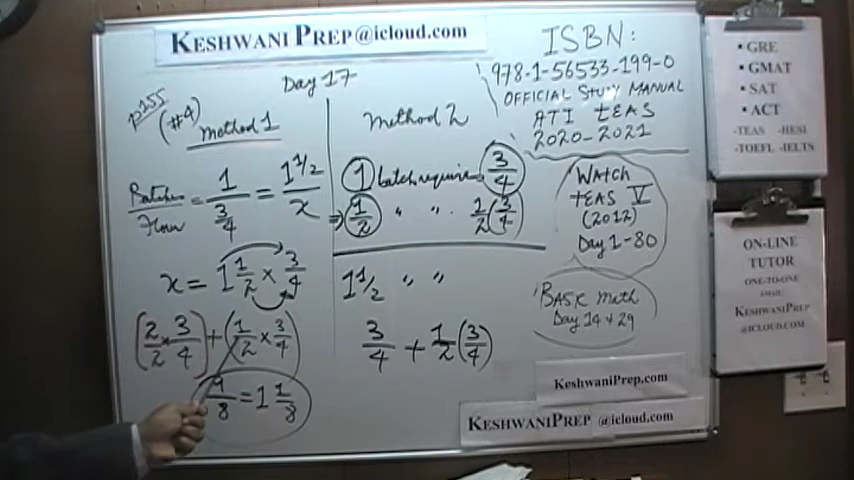 KESHWANIPREP@icloud.com
Day 17
p255
(#4)
Method 1
Batches/Flour = 1/(3/4) = 1 1/2/x
x = 1 1/2 × 3/4
(2/2 × 3/4) + (1/2 × 3/4)
9/8 = 1 1/8
Method 2
1 batch require 3/4
⇒ 1/2 " " . 1/2 (3/4)
1 1/2 " "
3/4 + 1/2 (3/4)
ISBN:
978-1-56533-199-0
OFFICIAL STUDY MANUAL
ATI TEAS
2020-2021
WATCH
TEAS V
(2012)
Day 1-80
BASIC Math
Day 14 + 29
KESHWANIPREP.COM
KESHWANIPREP @icloud.com
▪ GRE
▪ GMAT
▪ SAT
▪ ACT
-TEAS -HESI
-TOEFL -IELTS
ON-LINE
TUTOR
ONE-TO-ONE
EMAIL:
KESHWANIPREP
@ICLOUD.COM